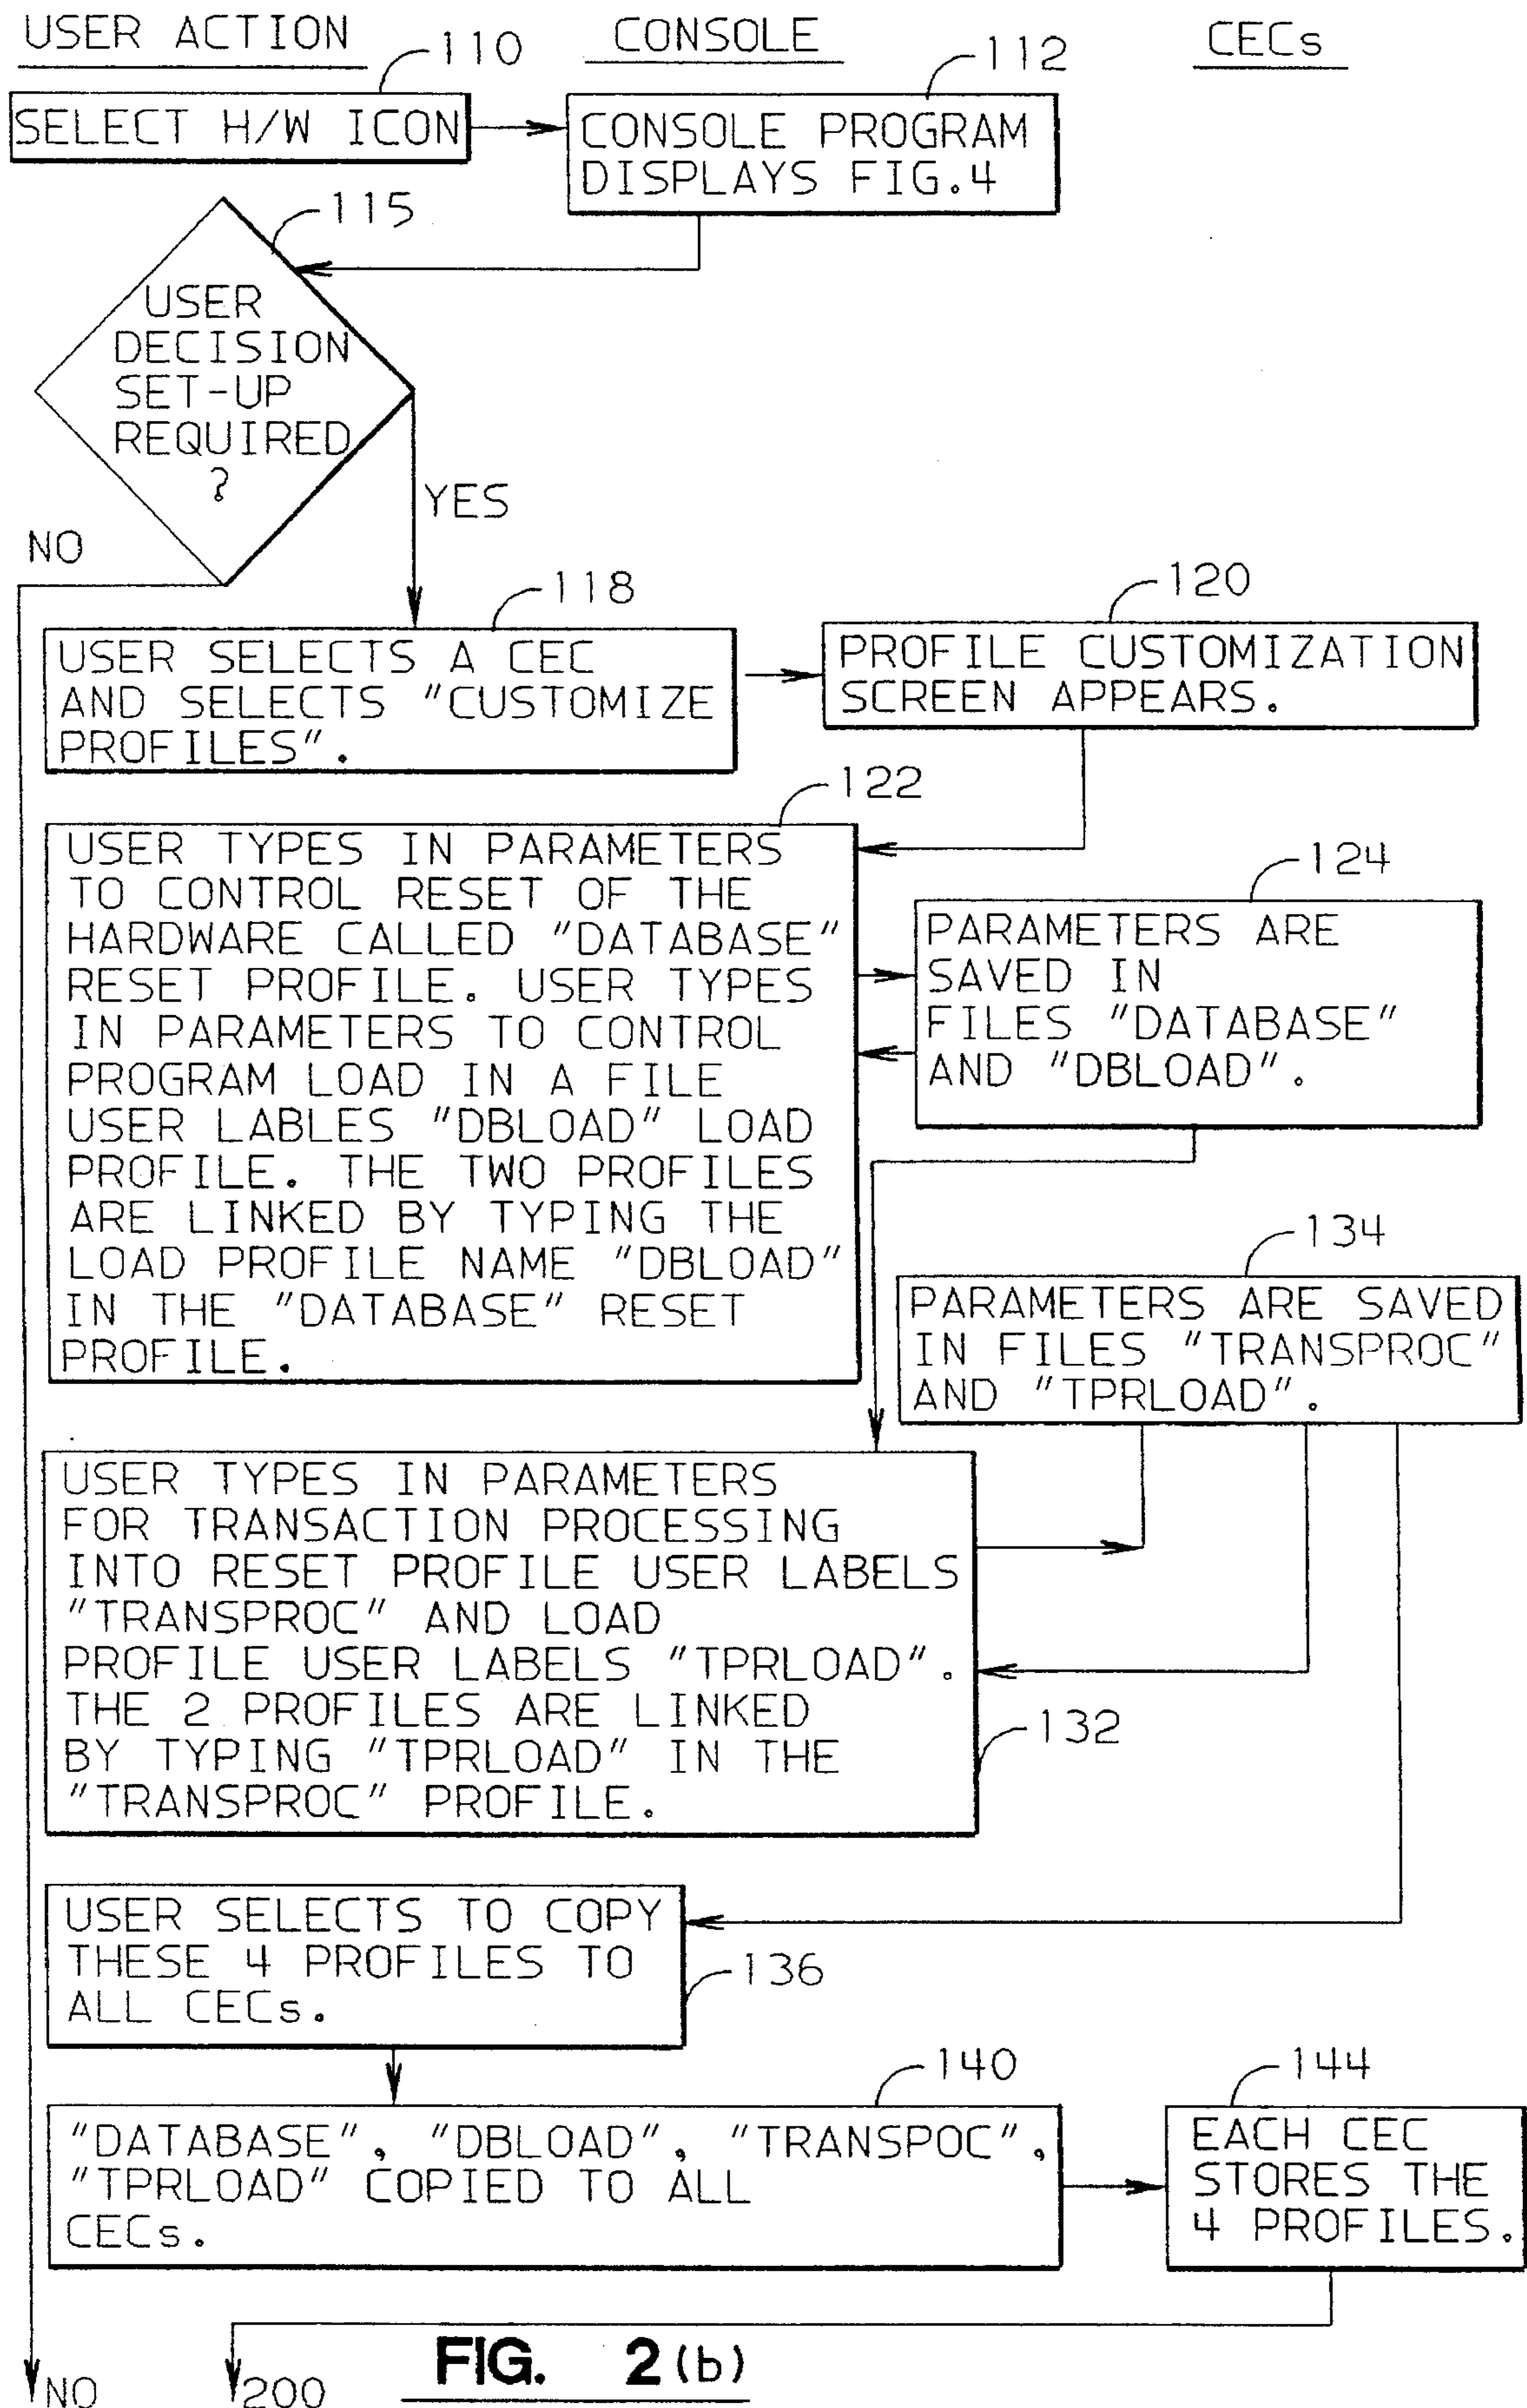 USER ACTION
CONSOLE
CECs
110
112
SELECT H/W ICON
CONSOLE PROGRAM
DISPLAYS FIG.4
115
USER
DECISION
SET-UP
REQUIRED
?
YES
NO
118
120
USER SELECTS A CEC
AND SELECTS "CUSTOMIZE
PROFILES".
PROFILE CUSTOMIZATION
SCREEN APPEARS.
122
124
USER TYPES IN PARAMETERS
TO CONTROL RESET OF THE
HARDWARE CALLED "DATABASE"
RESET PROFILE. USER TYPES
IN PARAMETERS TO CONTROL
PROGRAM LOAD IN A FILE
USER LABLES "DBLOAD" LOAD
PROFILE. THE TWO PROFILES
ARE LINKED BY TYPING THE
LOAD PROFILE NAME "DBLOAD"
IN THE "DATABASE" RESET
PROFILE.
PARAMETERS ARE
SAVED IN
FILES "DATABASE"
AND "DBLOAD".
134
PARAMETERS ARE SAVED
IN FILES "TRANSPROC"
AND "TPRLOAD".
USER TYPES IN PARAMETERS
FOR TRANSACTION PROCESSING
INTO RESET PROFILE USER LABELS
"TRANSPROC" AND LOAD
PROFILE USER LABELS "TPRLOAD".
THE 2 PROFILES ARE LINKED
BY TYPING "TPRLOAD" IN THE
"TRANSPROC" PROFILE.
132
USER SELECTS TO COPY
THESE 4 PROFILES TO
ALL CECs.
136
140
144
"DATABASE", "DBLOAD", "TRANSPOC",
"TPRLOAD" COPIED TO ALL
CECs.
EACH CEC
STORES THE
4 PROFILES.
NO
200
FIG. 2(b)